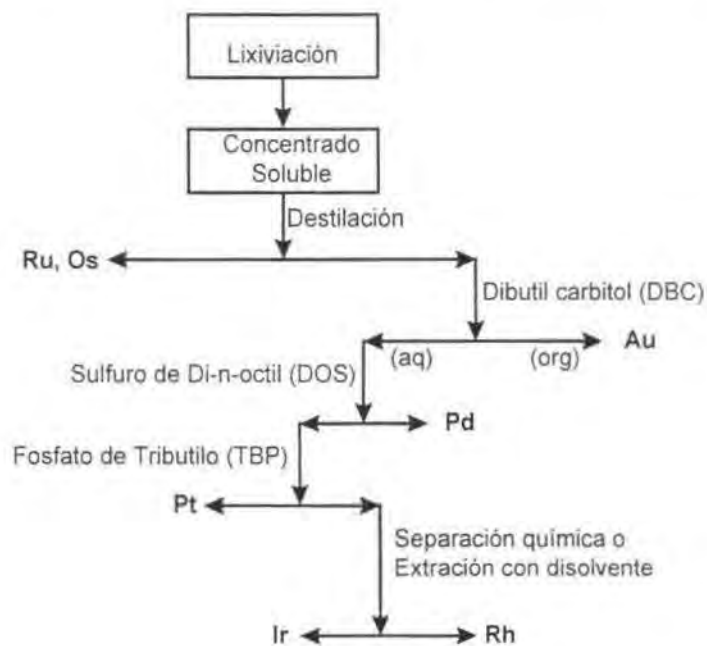 Lixiviación
Concentrado
Soluble
Destilación
Ru, Os
Dibutil carbitol (DBC)
(aq)
(org)
Au
Sulfuro de Di-n-octil (DOS)
Pd
Fosfato de Tributilo (TBP)
Pt
Separación química o
Extración con disolvente
Ir
Rh